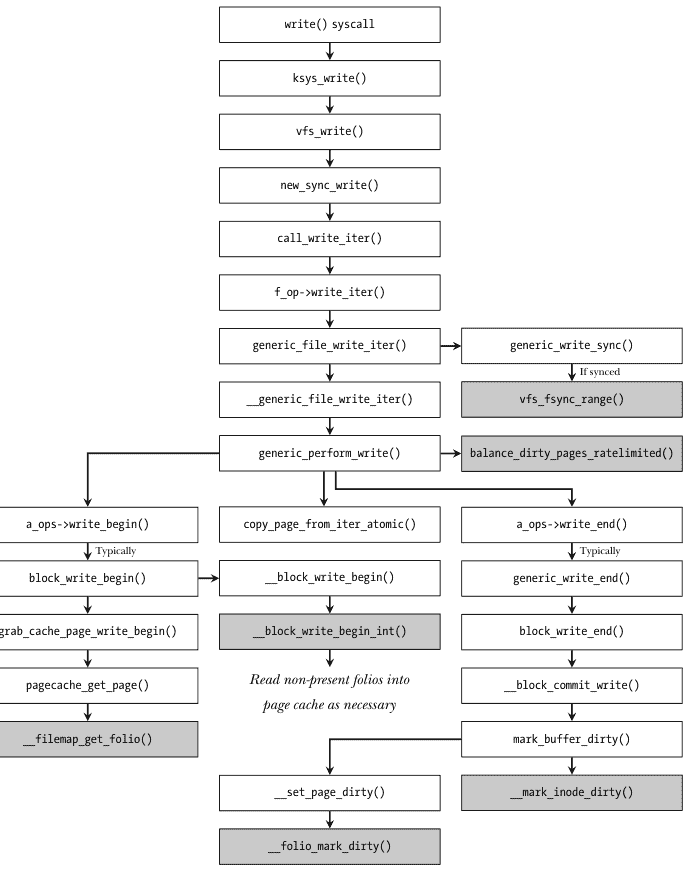 write() syscall
ksys_write()
vfs_write()
new_sync_write()
call_write_iter()
f_op->write_iter()
generic_file_write_iter()
generic_write_sync()
If synced
__generic_file_write_iter()
vfs_fsync_range()
generic_perform_write()
balance_dirty_pages_ratelimited()
a_ops->write_begin()
copy_page_from_iter_atomic()
a_ops->write_end()
Typically
Typically
block_write_begin()
__block_write_begin()
generic_write_end()
grab_cache_page_write_begin()
__block_write_begin_int()
block_write_end()
pagecache_get_page()
Read non-present folios into
page cache as necessary
__block_commit_write()
__filemap_get_folio()
mark_buffer_dirty()
__set_page_dirty()
__mark_inode_dirty()
__folio_mark_dirty()